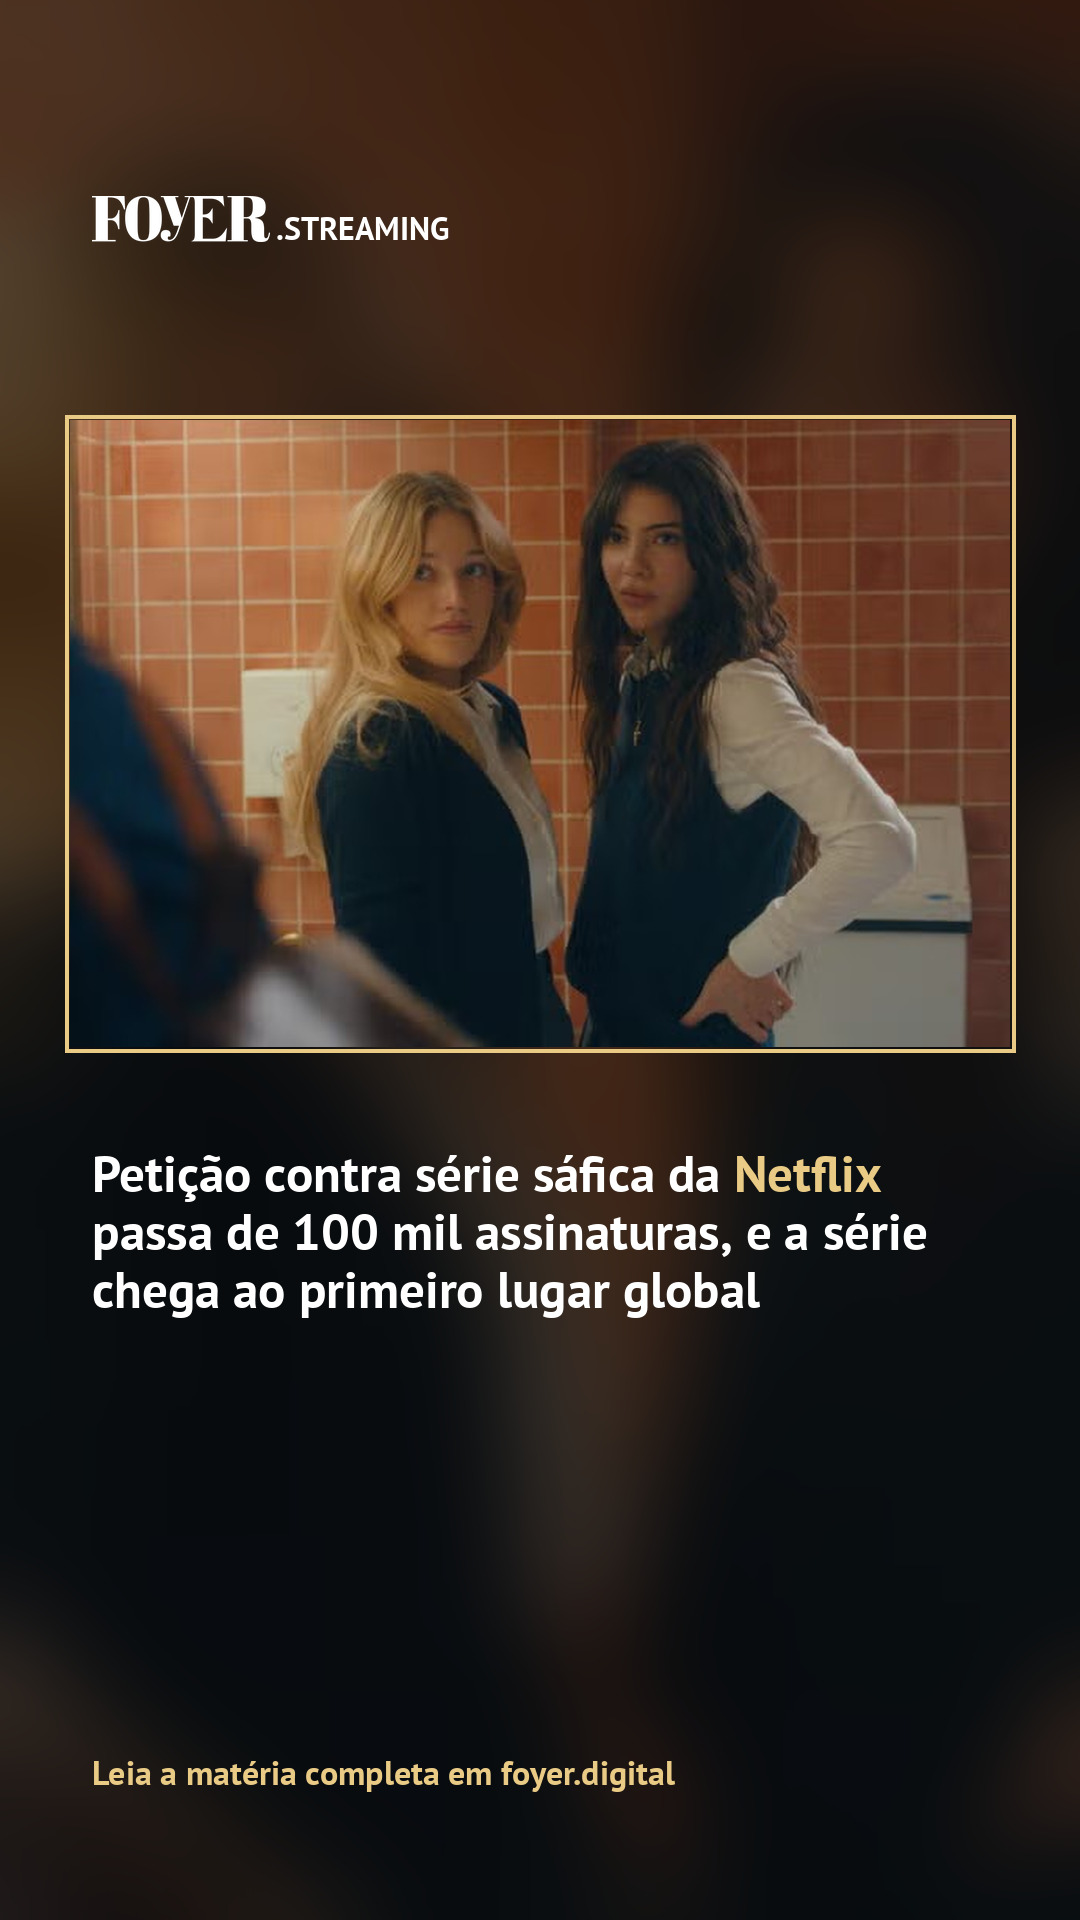 FOYER.STREAMING
Petição contra série sáfica da Netflix
passa de 100 mil assinaturas, e a série
chega ao primeiro lugar global
Leia a matéria completa em foyer.digital